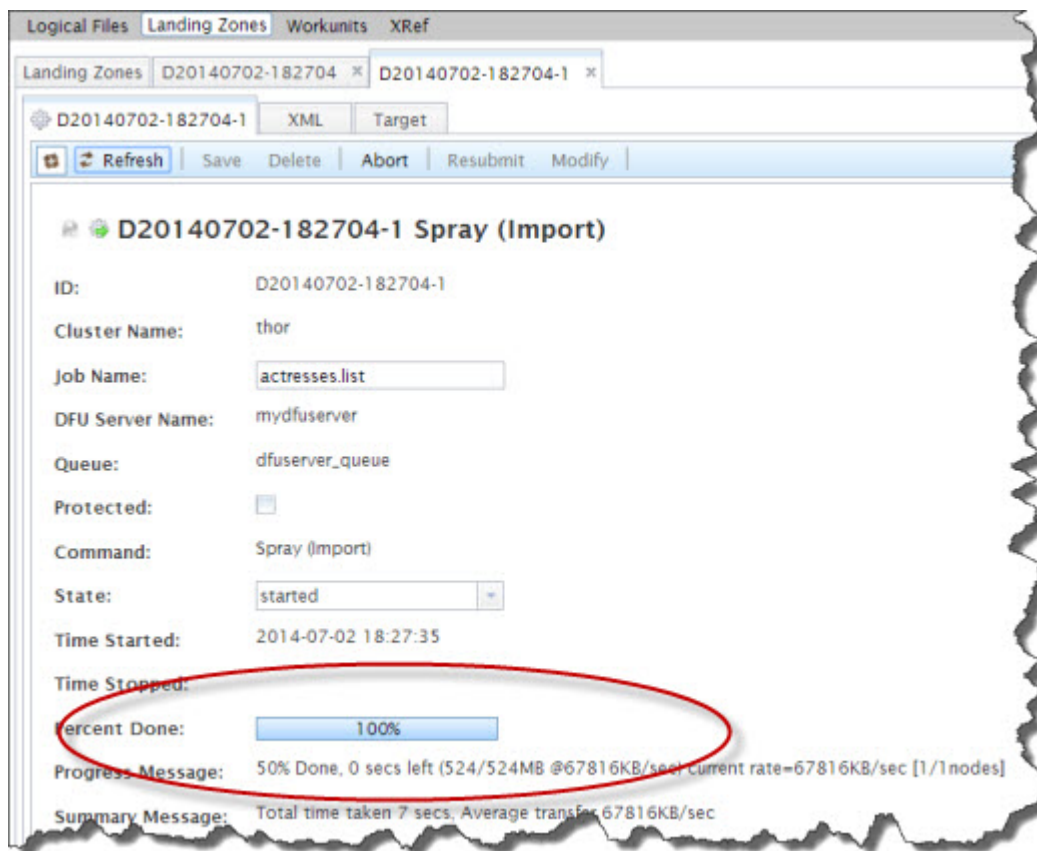 Logical Files Landing Zones Workunits XRef
Landing Zones D20140702-182704 × D20140702-182704-1 ×
D20140702-182704-1 XML Target
Refresh Save Delete Abort Resubmit Modify
D20140702-182704-1 Spray (Import)
ID: D20140702-182704-1
Cluster Name: thor
Job Name: actresses.list
DFU Server Name: mydfuserver
Queue: dfuserver_queue
Protected:
Command: Spray (Import)
State: started
Time Started: 2014-07-02 18:27:35
Time Stopped:
Percent Done: 100%
Progress Message: 50% Done, 0 secs left (524/524MB @67816KB/sec) current rate=67816KB/sec [1/1nodes]
Summary Message: Total time taken 7 secs, Average transfer 67816KB/sec